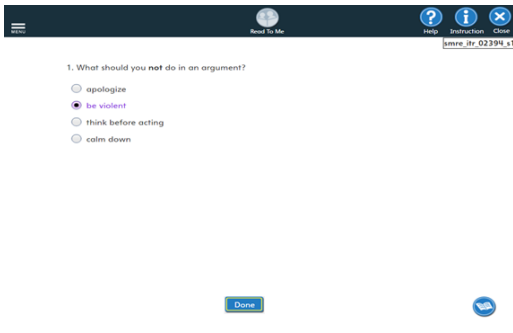 MENU
Read To Me
Help
Instruction
Close
smre_itr_02394_s1
1. What should you not do in an argument?
apologize
be violent
think before acting
calm down
Done